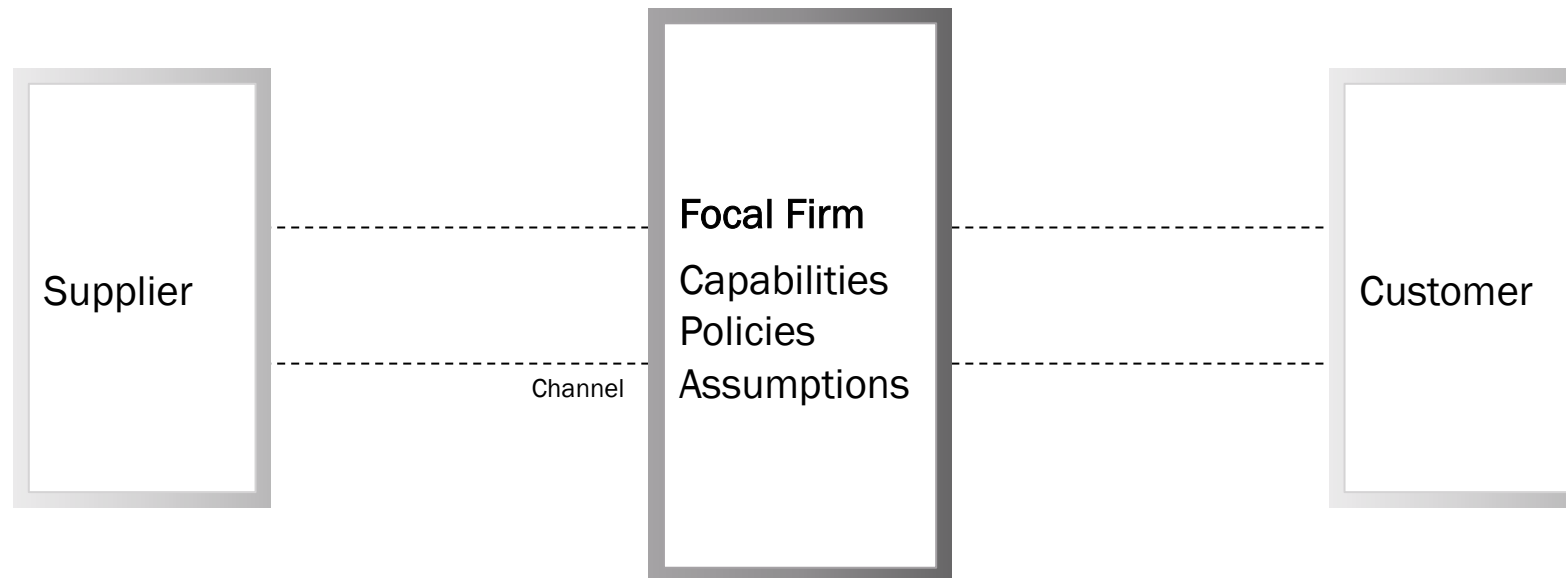 Supplier
Channel
Focal Firm
Capabilities
Policies
Assumptions
Customer